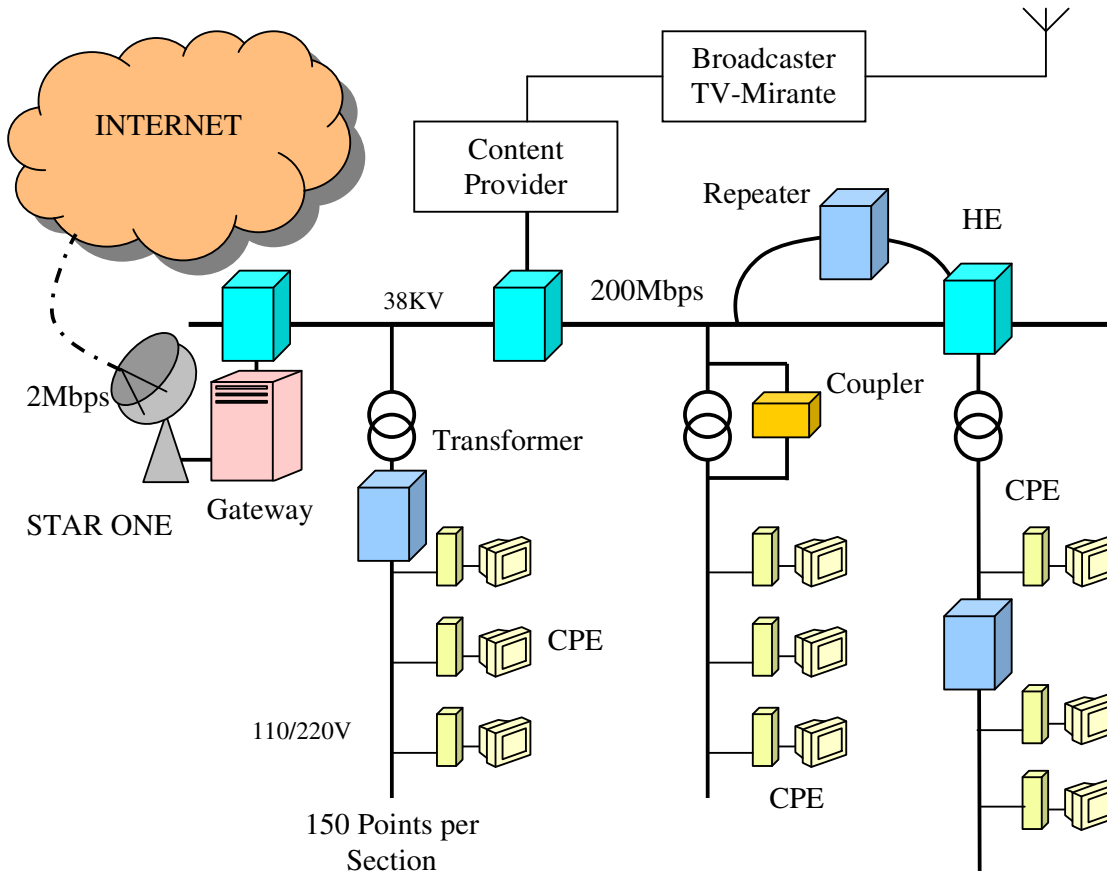 Broadcaster
TV-Mirante
INTERNET
Content
Provider
Repeater
HE
200Mbps
38KV
2Mbps
Coupler
Transformer
Gateway
STAR ONE
CPE
CPE
110/220V
CPE
150 Points per
Section